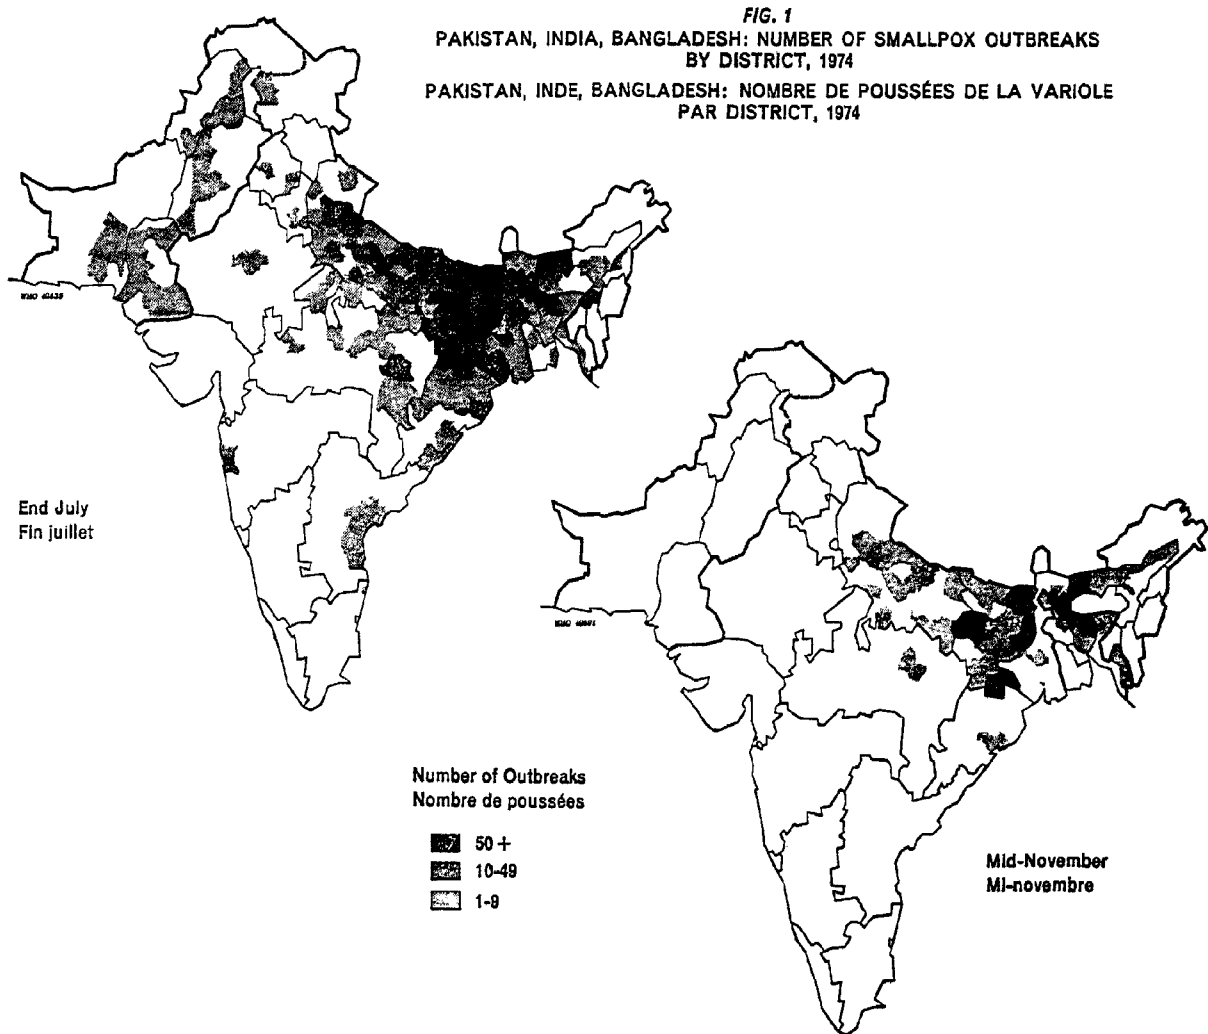 FIG. 1
PAKISTAN, INDIA, BANGLADESH: NUMBER OF SMALLPOX OUTBREAKS
BY DISTRICT, 1974
PAKISTAN, INDE, BANGLADESH: NOMBRE DE POUSSÉES DE LA VARIOLE
PAR DISTRICT, 1974
End July
Fin juillet
Number of Outbreaks
Nombre de poussées
50 +
10-49
1-9
Mid-November
Mi-novembre